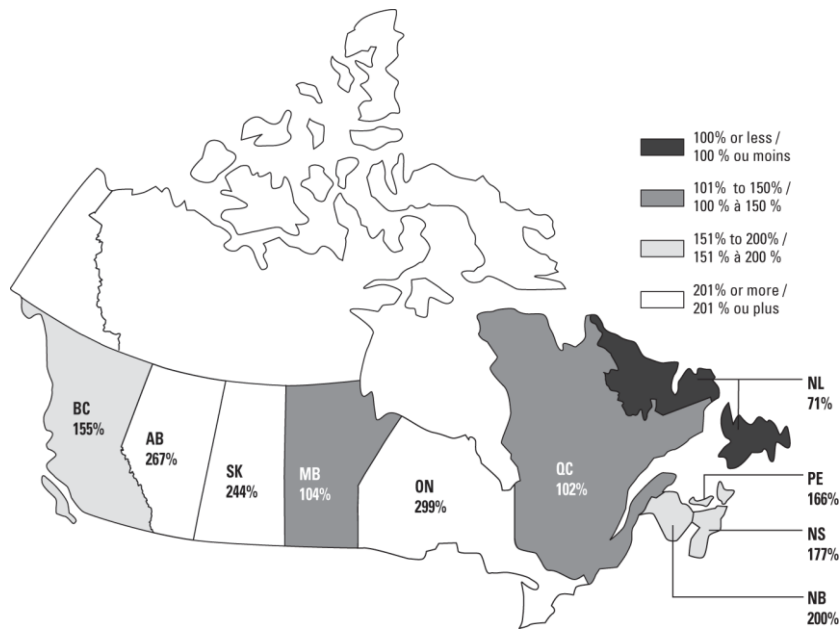 100% or less /
100 % ou moins
101% to 150% /
100 % à 150 %
151% to 200% /
151 % à 200 %
201% or more /
201 % ou plus
BC
155%
AB
267%
SK
244%
MB
104%
ON
299%
QC
102%
NL
71%
PE
166%
NS
177%
NB
200%